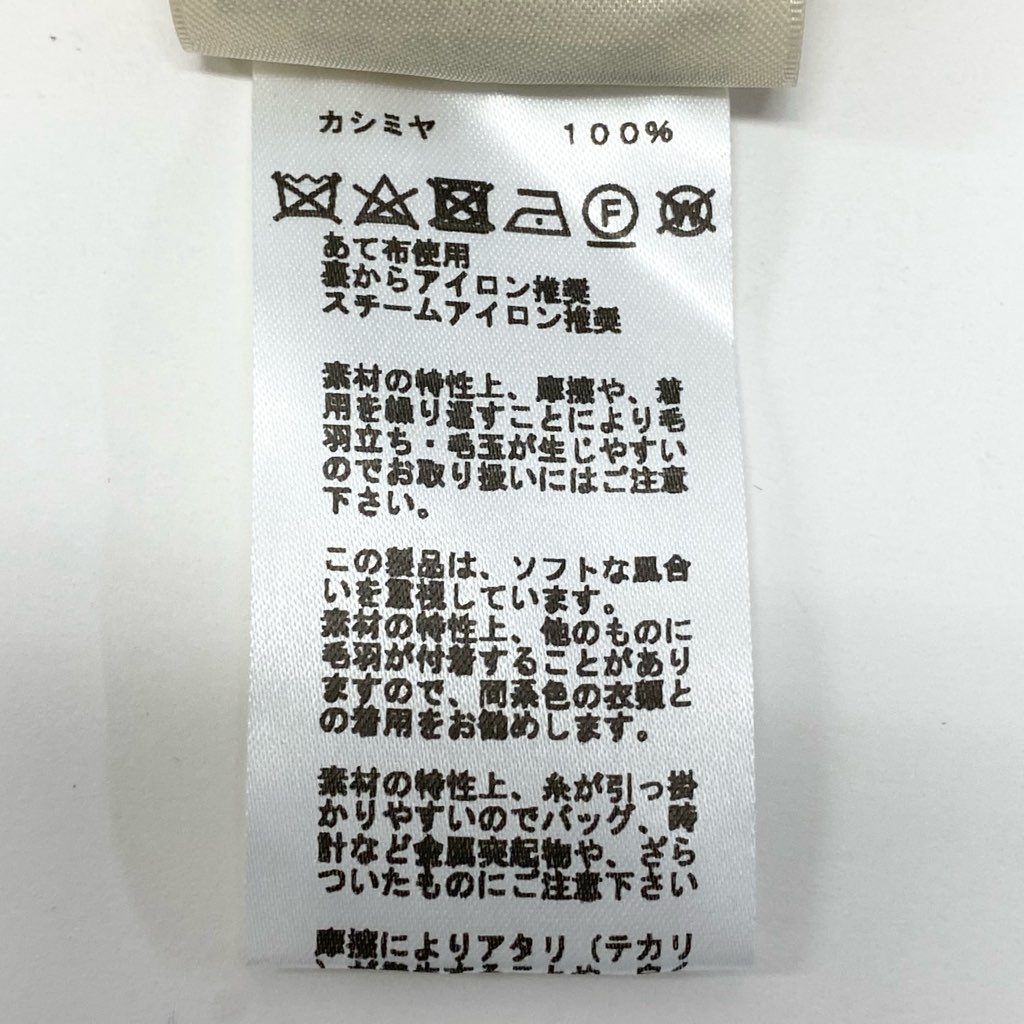 カシミヤ 100%
F W
あて布使用
裏からアイロン推奨
スチームアイロン推奨
素材の特性上、摩擦や、着
用を繰り返すことにより毛
羽立ち・毛玉が生じやすい
のでお取り扱いにはご注意
下さい。
この製品は、ソフトな風合
いを重視しています。
素材の特性上、他のものに
毛羽が付着することがあり
ますので、同系色の衣類と
の着用をお勧めします。
素材の特性上、糸が引っ掛
かりやすいのでバッグ、時
計など金属突起物や、ざら
ついたものにご注意下さい
摩擦によりアタリ(テカリ